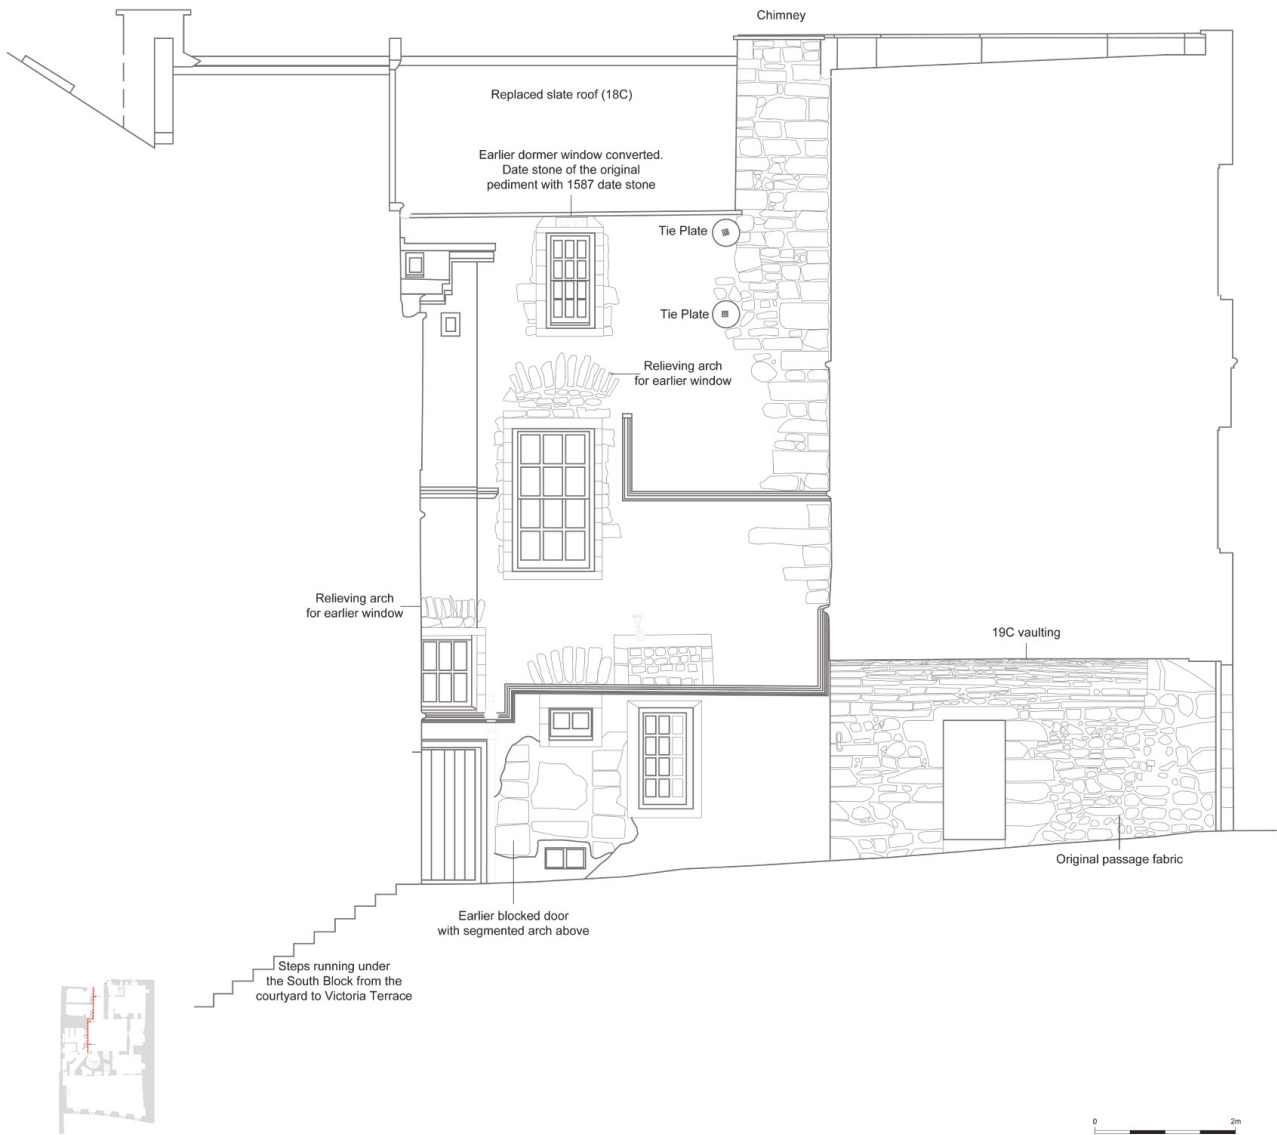 Chimney
Replaced slate roof (18C)
Earlier dormer window converted.
Date stone of the original
pediment with 1587 date stone
Tie Plate
Tie Plate
Relieving arch
for earlier window
Relieving arch
for earlier window
19C vaulting
Original passage fabric
Earlier blocked door
with segmented arch above
Steps running under
the South Block from the
courtyard to Victoria Terrace
0
2m